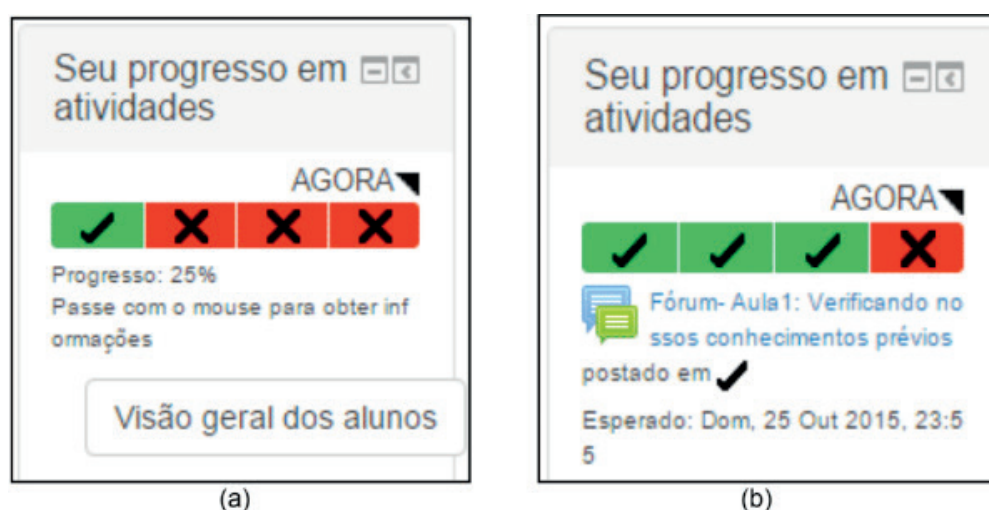 Seu progresso em
atividades
AGORA
Progresso: 25%
Passe com o mouse para obter inf
ormações
Visão geral dos alunos
(a)
Seu progresso em
atividades
AGORA
Fórum- Aula1: Verificando no
ssos conhecimentos prévios
postado em
Esperado: Dom, 25 Out 2015, 23:5
5
(b)